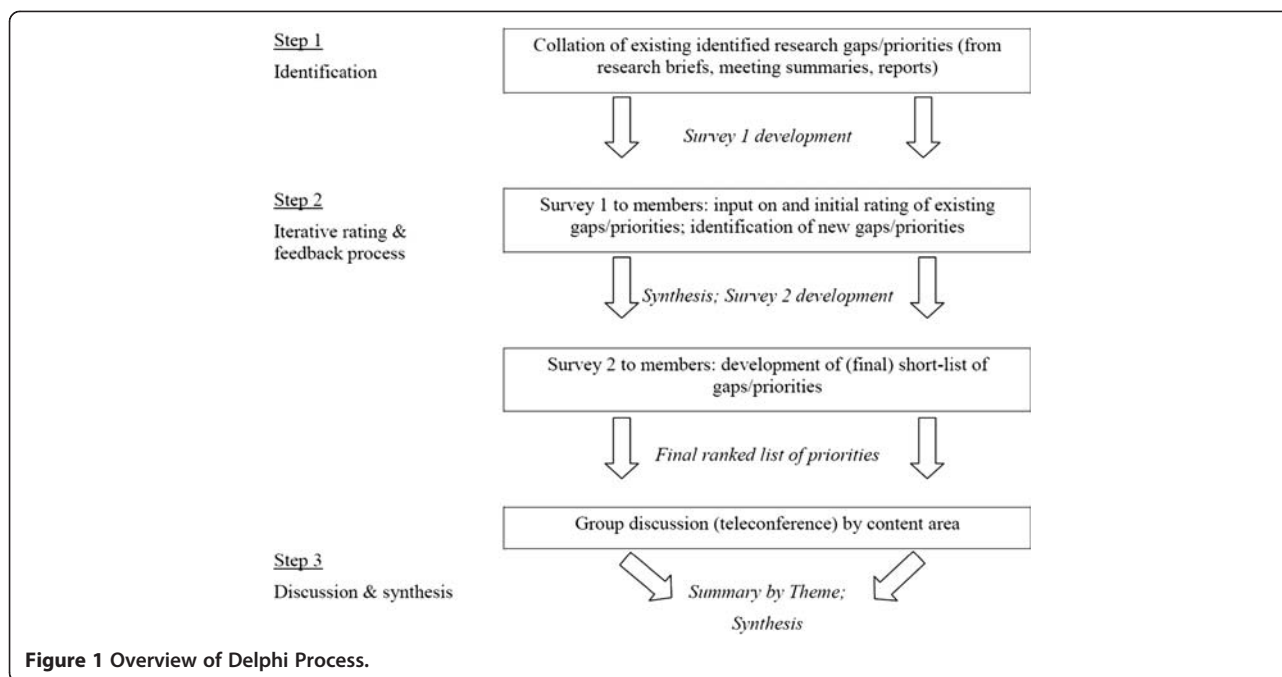 Step 1
Identification
Collation of existing identified research gaps/priorities (from
research briefs, meeting summaries, reports)
Survey 1 development
Step 2
Iterative rating &
feedback process
Survey 1 to members: input on and initial rating of existing
gaps/priorities; identification of new gaps/priorities
Synthesis; Survey 2 development
Survey 2 to members: development of (final) short-list of
gaps/priorities
Final ranked list of priorities
Group discussion (teleconference) by content area
Step 3
Discussion & synthesis
Summary by Theme;
Synthesis
Figure 1 Overview of Delphi Process.